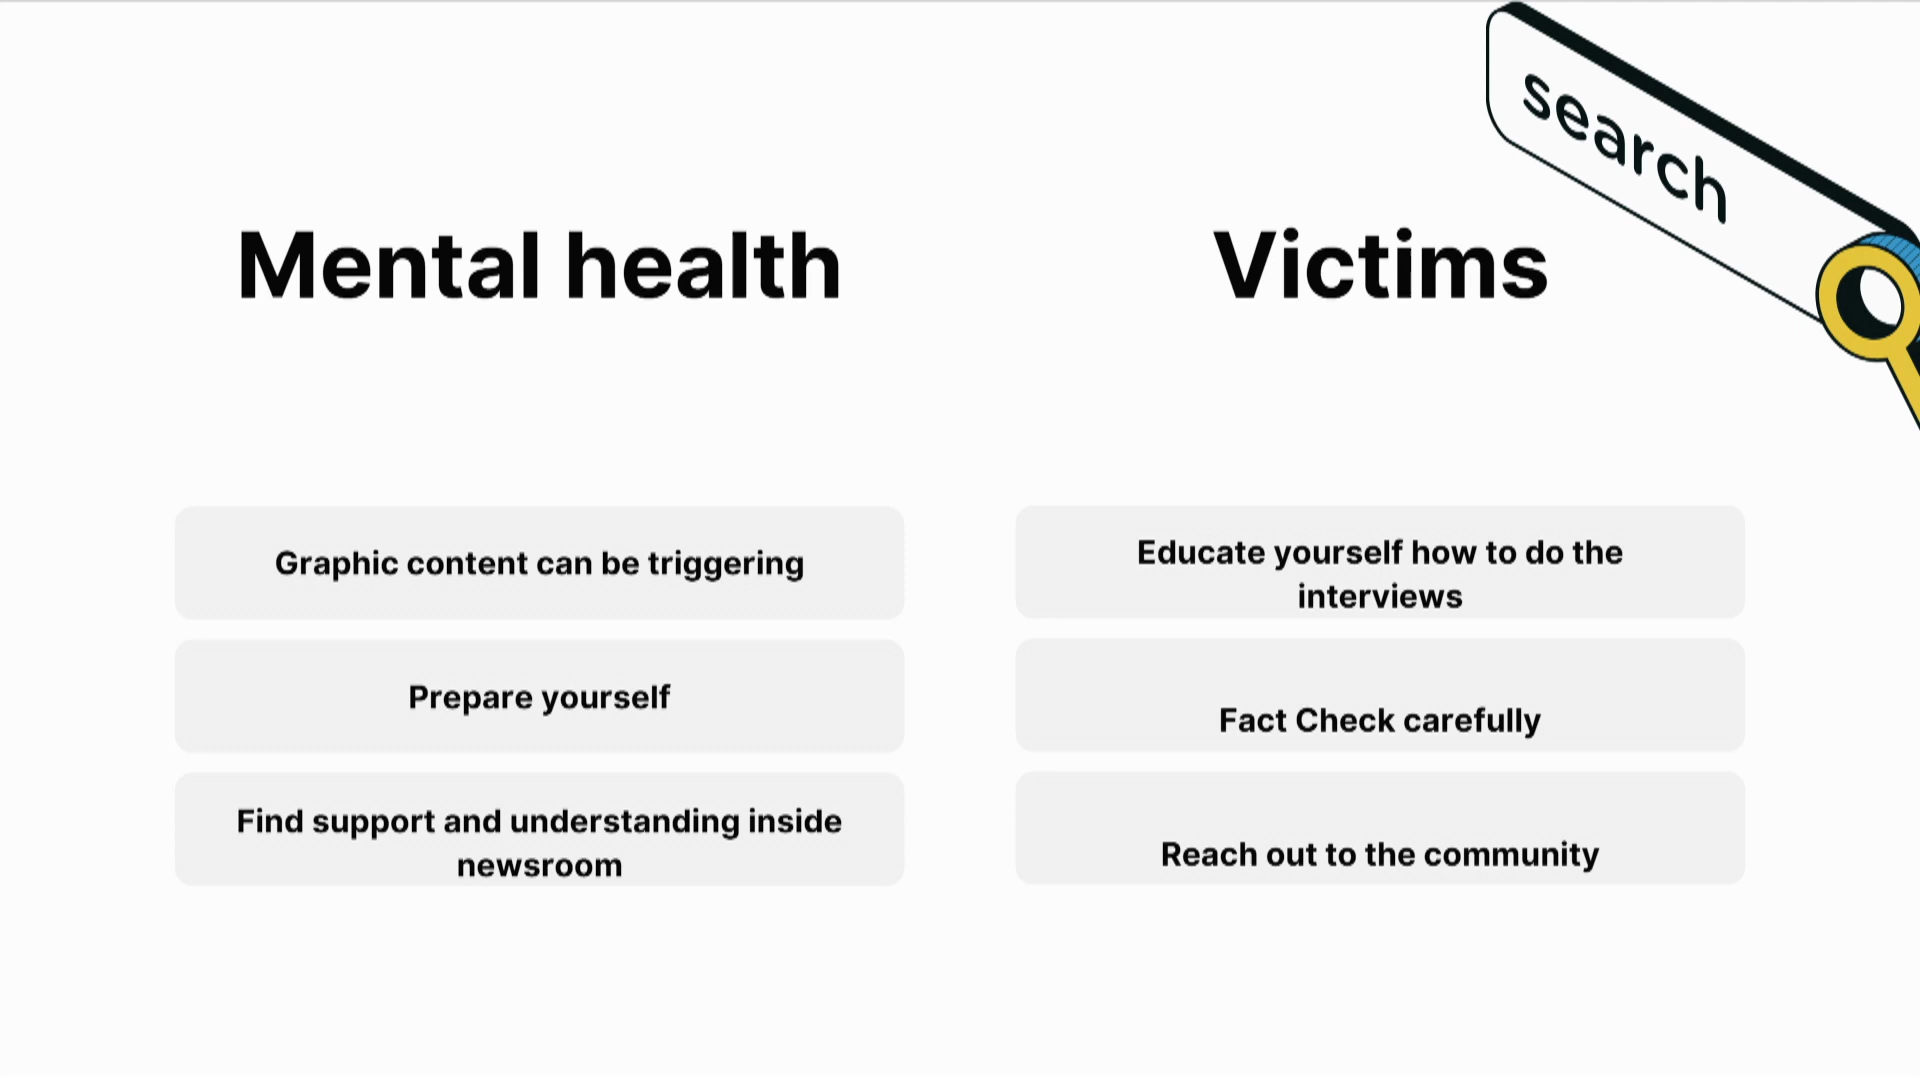 search
Mental health
Victims
Graphic content can be triggering
Prepare yourself
Find support and understanding inside
newsroom
Educate yourself how to do the
interviews
Fact Check carefully
Reach out to the community